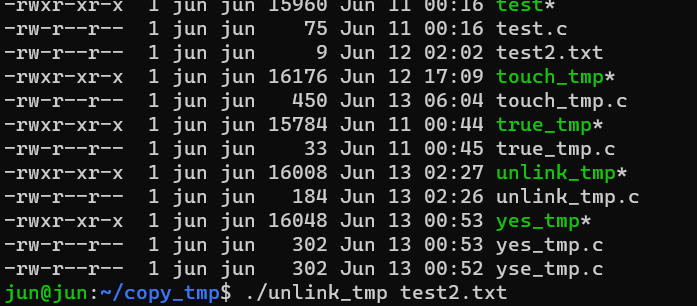 -rwxr-xr-x  1 jun jun 15960 Jun 11 00:16 test*
-rw-r--r--  1 jun jun    75 Jun 11 00:16 test.c
-rw-r--r--  1 jun jun     9 Jun 12 02:02 test2.txt
-rwxr-xr-x  1 jun jun 16176 Jun 12 17:09 touch_tmp*
-rw-r--r--  1 jun jun   450 Jun 13 06:04 touch_tmp.c
-rwxr-xr-x  1 jun jun 15784 Jun 11 00:44 true_tmp*
-rw-r--r--  1 jun jun    33 Jun 11 00:45 true_tmp.c
-rwxr-xr-x  1 jun jun 16008 Jun 13 02:27 unlink_tmp*
-rw-r--r--  1 jun jun   184 Jun 13 02:26 unlink_tmp.c
-rwxr-xr-x  1 jun jun 16048 Jun 13 00:53 yes_tmp*
-rw-r--r--  1 jun jun   302 Jun 13 00:53 yes_tmp.c
-rw-r--r--  1 jun jun   302 Jun 13 00:52 yse_tmp.c
jun@jun:~/copy_tmp$ ./unlink_tmp test2.txt